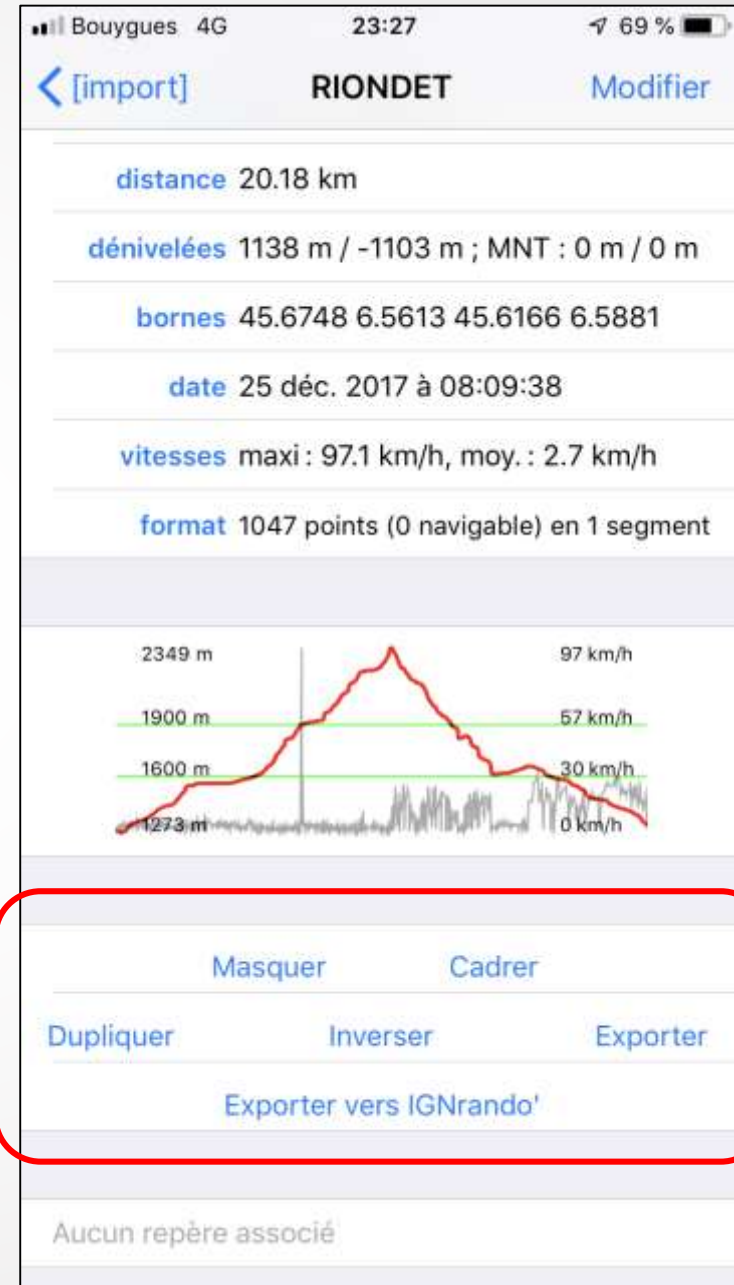 Bouygues 4G 23:27 69 %
[import] RIONDET Modifier
distance 20.18 km
dénivelées 1138 m / -1103 m ; MNT : 0 m / 0 m
bornes 45.6748 6.5613 45.6166 6.5881
date 25 déc. 2017 à 08:09:38
vitesses maxi : 97.1 km/h, moy. : 2.7 km/h
format 1047 points (0 navigable) en 1 segment
2349 m 97 km/h
1900 m 57 km/h
1600 m 30 km/h
1273 m 0 km/h
Masquer Cadrer
Dupliquer Inverser Exporter
Exporter vers IGNrando'
Aucun repère associé